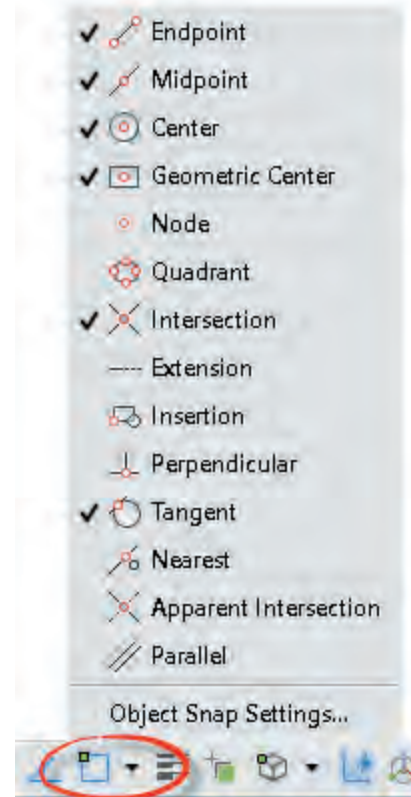 Endpoint
Midpoint
Center
Geometric Center
Node
Quadrant
Intersection
Extension
Insertion
Perpendicular
Tangent
Nearest
Apparent Intersection
Parallel
Object Snap Settings...